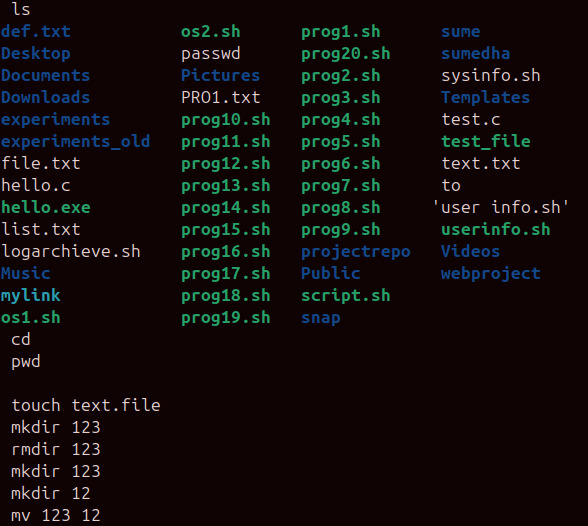 ls
def.txt os2.sh prog1.sh sume
Desktop passwd prog20.sh sumedha
Documents Pictures prog2.sh sysinfo.sh
Downloads PRO1.txt prog3.sh Templates
experiments prog10.sh prog4.sh test.c
experiments_old prog11.sh prog5.sh test_file
file.txt prog12.sh prog6.sh text.txt
hello.c prog13.sh prog7.sh to
hello.exe prog14.sh prog8.sh 'user info.sh'
list.txt prog15.sh prog9.sh userinfo.sh
logarchieve.sh prog16.sh projectrepo Videos
Music prog17.sh Public webproject
mylink prog18.sh script.sh
os1.sh prog19.sh snap
cd
pwd
touch text.file
mkdir 123
rmdir 123
mkdir 123
mkdir 12
mv 123 12